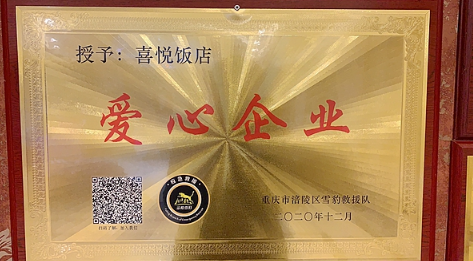 授予：喜悦饭店
爱心企业
重庆市涪陵区雪豹救援队
二〇二〇年十二月